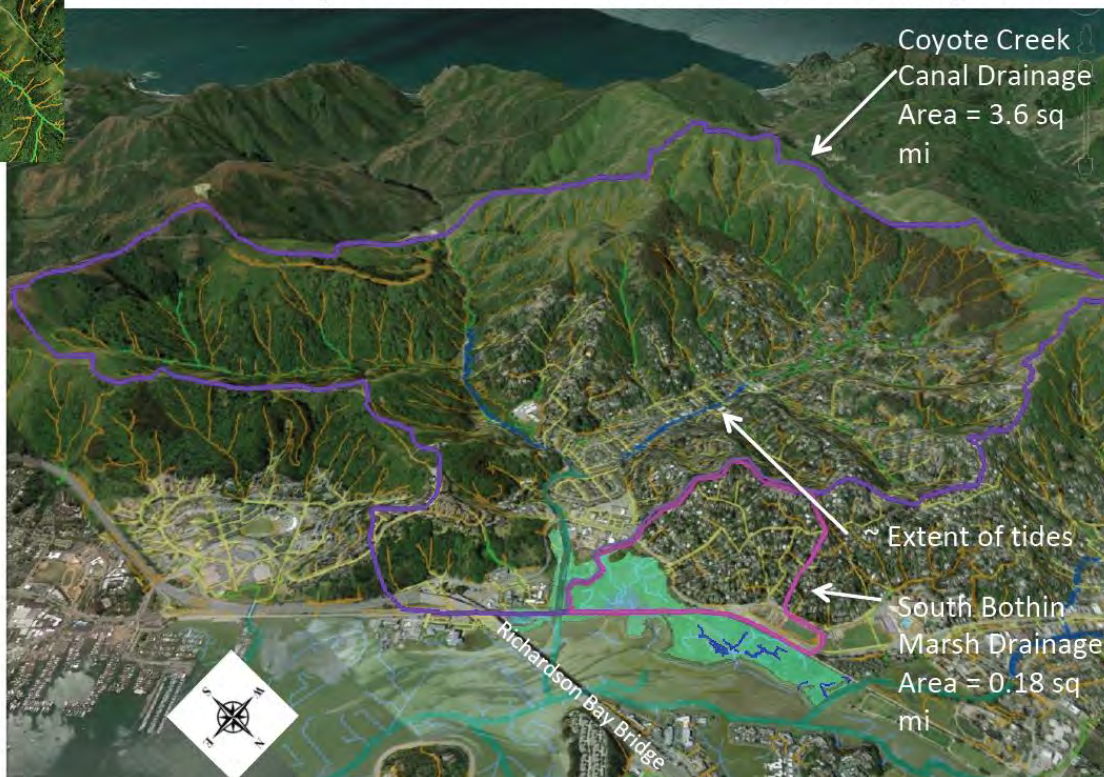 Coyote Creek
Canal Drainage
Area = 3.6 sq
mi
~ Extent of tides
South Bothin
Marsh Drainage
Area = 0.18 sq
mi
Richardson Bay Bridge
S
W
E
N